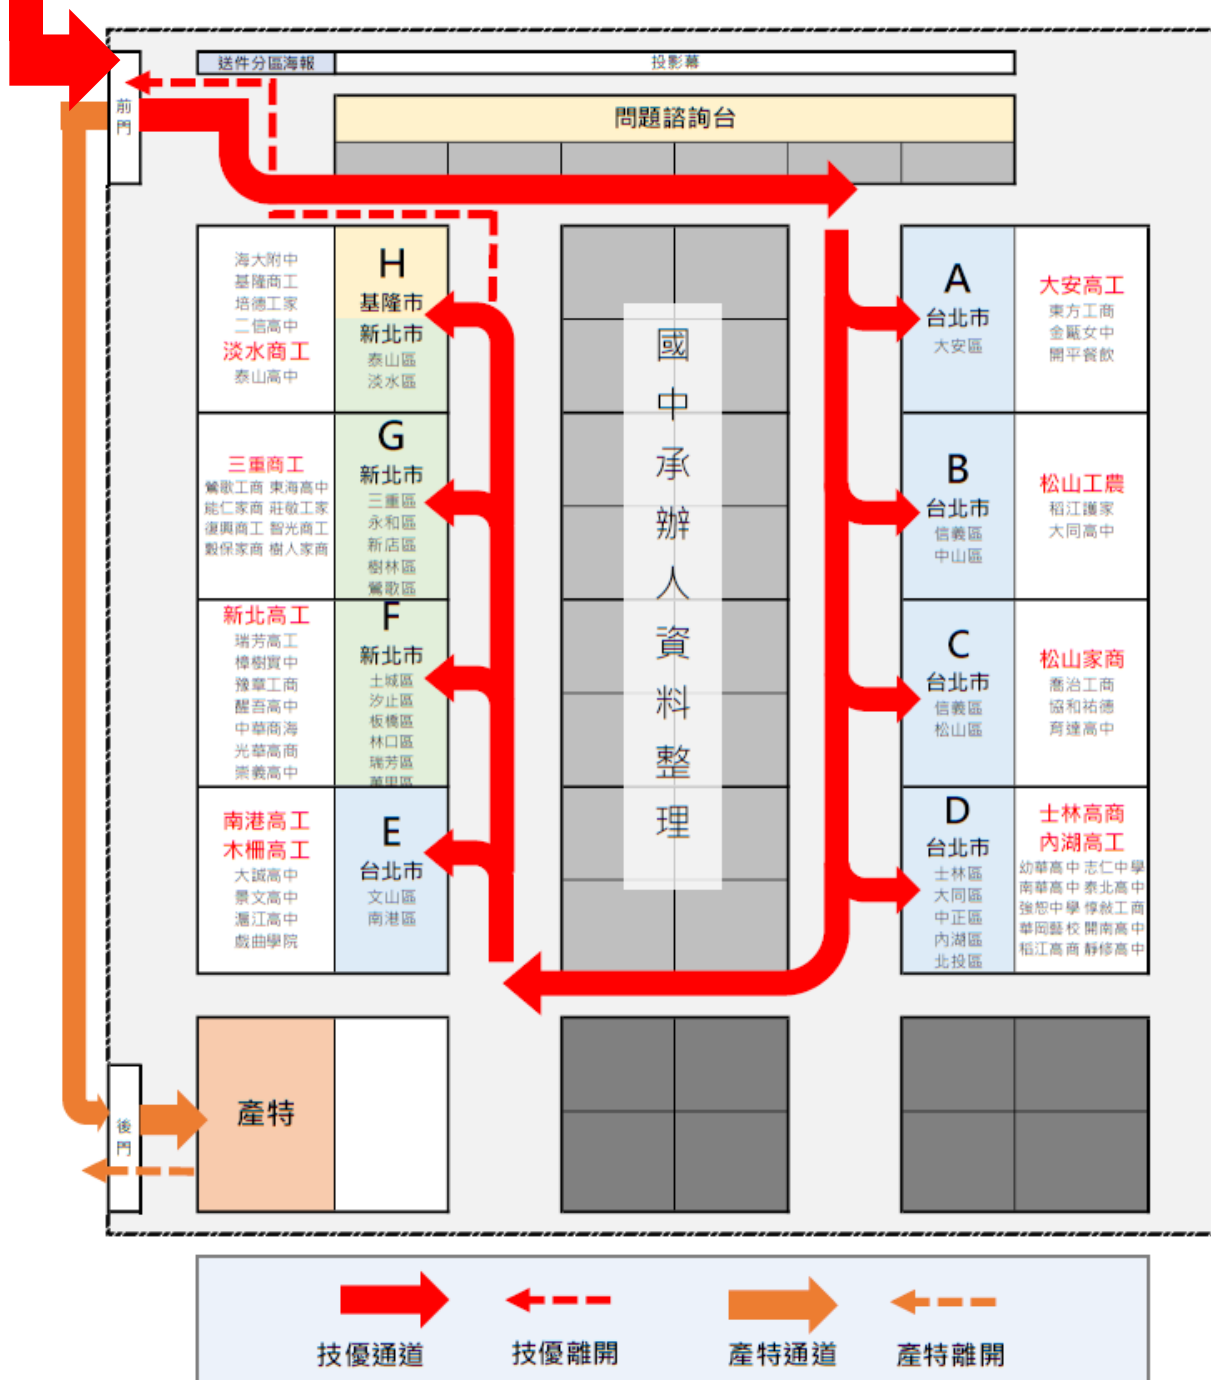 送件分區海報
投影幕
前門
問題諮詢台
海大附中
基隆商工
培德工家
二信高中
淡水商工
泰山高中
H
基隆市
新北市
泰山區
淡水區
三重商工
鶯歌工商 東海高中
能仁家商 莊敬工家
復興商工 智光商工
穀保家商 樹人家商
G
新北市
三重區
永和區
新店區
樹林區
鶯歌區
新北高工
瑞芳高工
樟樹實中
豫章工商
醒吾高中
中華商海
光華高商
崇義高中
F
新北市
土城區
汐止區
板橋區
林口區
瑞芳區
萬里區
南港高工
木柵高工
大誠高中
景文高中
滬江高中
戲曲學院
E
台北市
文山區
南港區
國中承辦人資料整理
A
台北市
大安區
大安高工
東方工商
金甌女中
開平餐飲
B
台北市
信義區
中山區
松山工農
稻江護家
大同高中
C
台北市
信義區
松山區
松山家商
喬治工商
協和祐德
育達高中
D
台北市
士林區
大同區
中正區
內湖區
北投區
士林高商
內湖高工
幼華高中 志仁中學
南華高中 泰北高中
強恕中學 惇敘工商
華岡藝校 開南高中
稻江高商 靜修高中
產特
後門
技優通道
技優離開
產特通道
產特離開